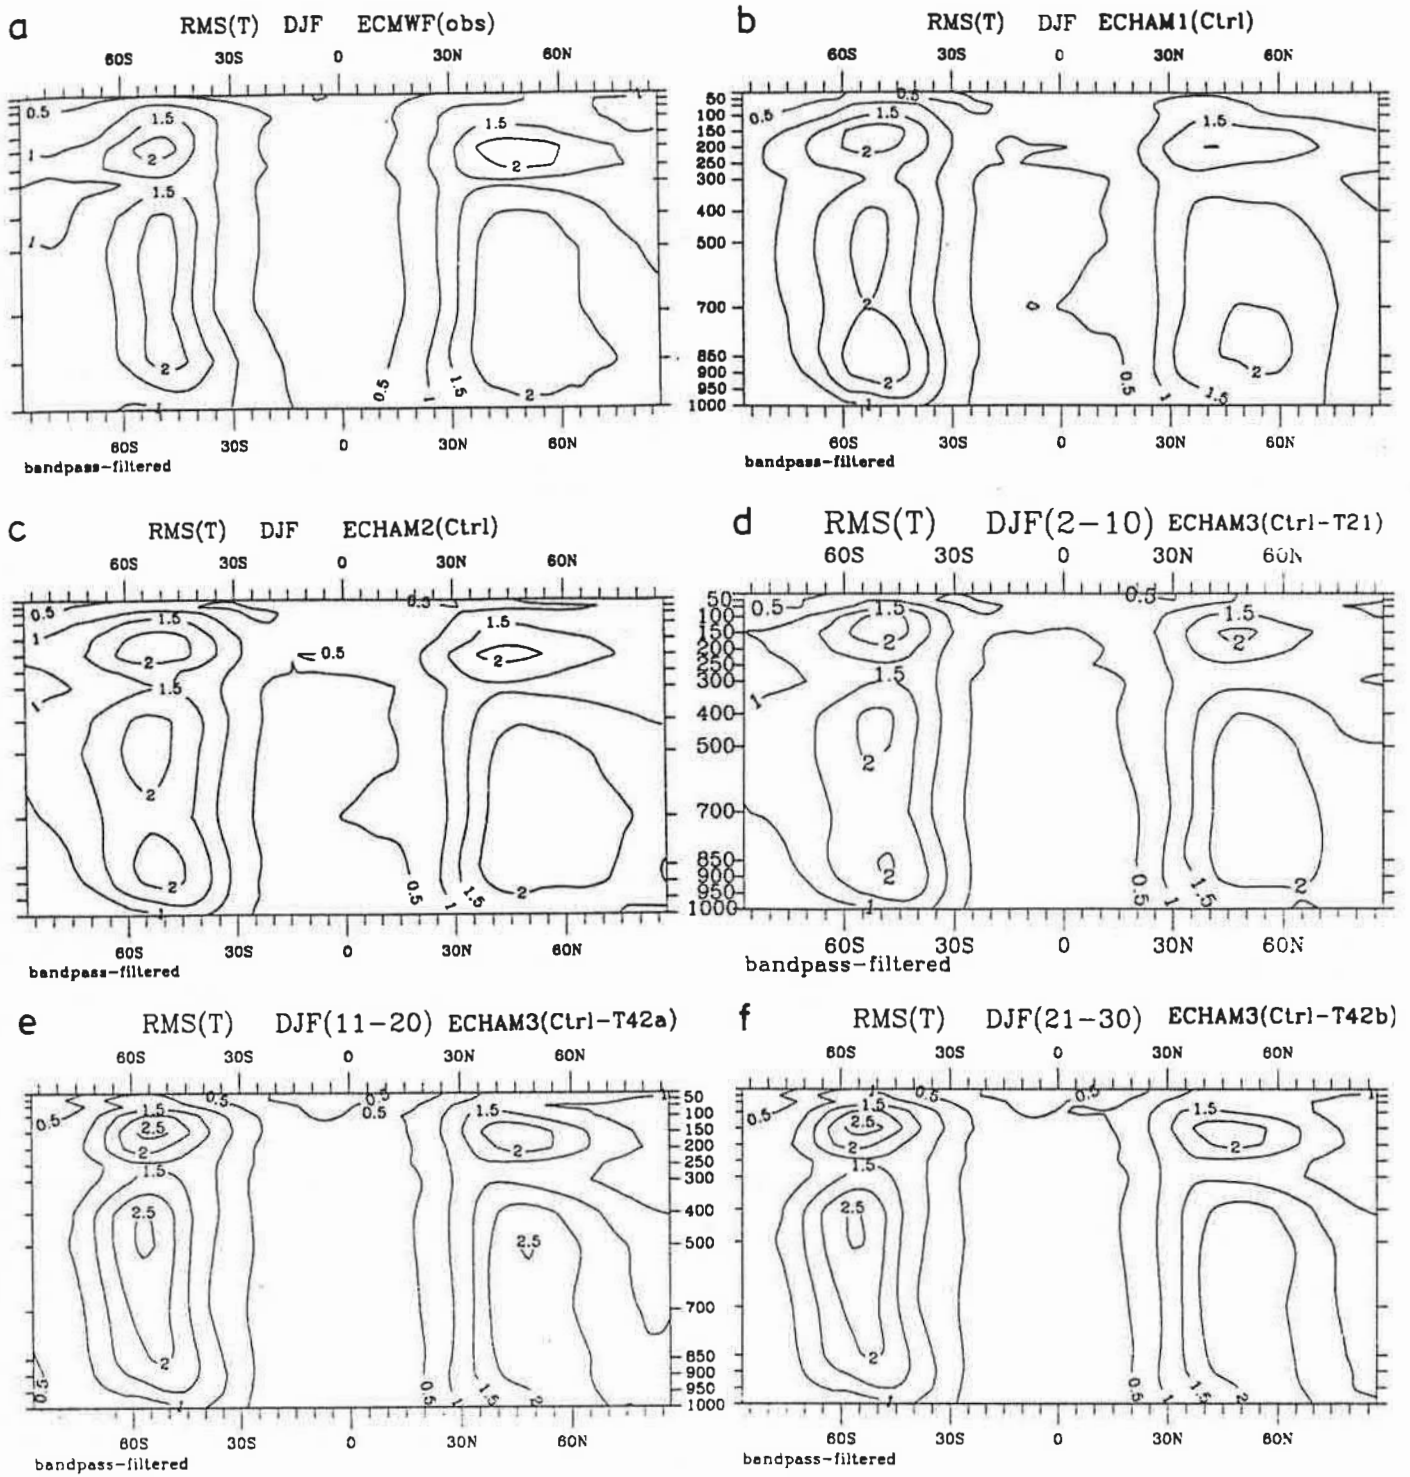 a
RMS(T) DJF ECMWF(obs)
60S 30S 0 30N 60N
0.5 1.5 1
1 2 2
1.5
1
0.5 1 1.5
2 2
1
60S 30S 0 30N 60N
bandpass-filtered
b
RMS(T) DJF ECHAM1(Ctrl)
60S 30S 0 30N 60N
50
100
150
200
250
300
400
500
700
850
900
950
1000
0.5
0.5 1.5 1.5
2
2
2 2
0.5 1 1.5
1
60S 30S 0 30N 60N
bandpass-filtered
c
RMS(T) DJF ECHAM2(Ctrl)
60S 30S 0 30N 60N
0.5 0.5
1 1.5 1.5
2 0.5 2
1.5
1
2
2 0.5 1 1.5 2
1
60S 30S 0 30N 60N
bandpass-filtered
d
RMS(T) DJF(2-10) ECHAM3(Ctrl-T21)
60S 30S 0 30N 60N
50
100
150
200
250
300
400
500
700
850
900
950
1000
0.5 0.5
1.5 1.5
2 2
1.5
1
2
2 0.5 1 1.5 2
1
60S 30S 0 30N 60N
bandpass-filtered
e
RMS(T) DJF(11-20) ECHAM3(Ctrl-T42a)
60S 30S 0 30N 60N
50
100
150
200
250
300
400
500
700
850
900
950
1000
0.5 0.5 0.5 1
0.5 1.5 1.5
2.5
2 2
1.5
2.5
2.5
2
0.5 0.5 1 1.5 2
1
60S 30S 0 30N 60N
bandpass-filtered
f
RMS(T) DJF(21-30) ECHAM3(Ctrl-T42b)
60S 30S 0 30N 60N
1 0.5 0.5 1
0.5 1.5 1.5
2.5
2 2
1.5
2.5
2
0.5 1 1.5 2
1
60S 30S 0 30N 60N
bandpass-filtered